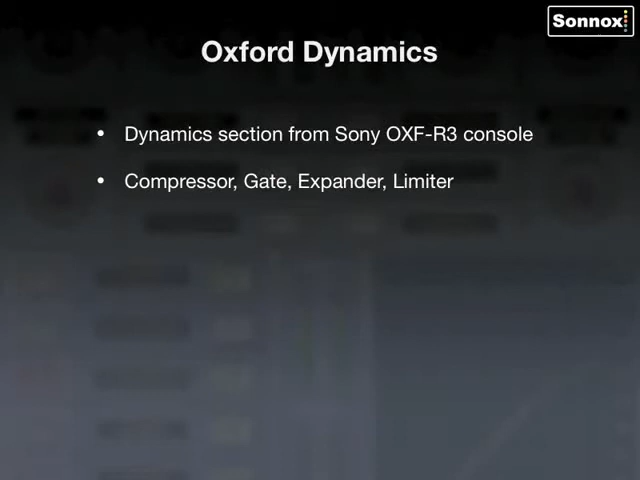 Sonnox
Oxford Dynamics
• Dynamics section from Sony OXF-R3 console
• Compressor, Gate, Expander, Limiter